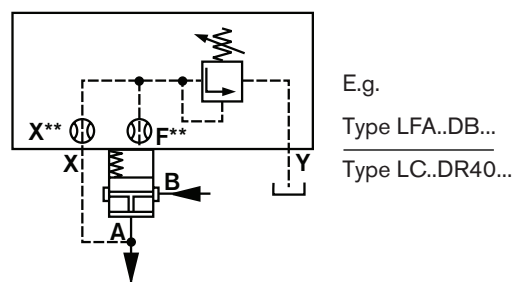 X**
F**
X
Y
B
A
E.g.
Type LFA..DB...
Type LC..DR40...